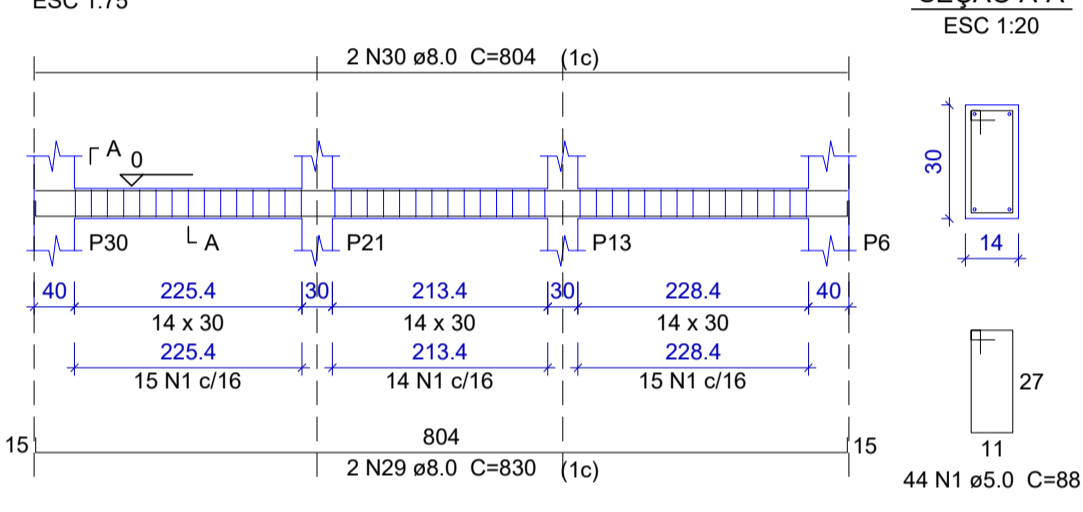 ESC 1:75
SEÇÃO A-A
ESC 1:20
2 N30 ø8.0 C=804 (1c)
A
0
A
P30
P21
P13
P6
40 225.4 30 213.4 30 228.4 40
14 x 30 14 x 30 14 x 30
225.4 213.4 228.4
15 N1 c/16 14 N1 c/16 15 N1 c/16
15 804 15
2 N29 ø8.0 C=830 (1c)
30
14
27
11
44 N1 ø5.0 C=88